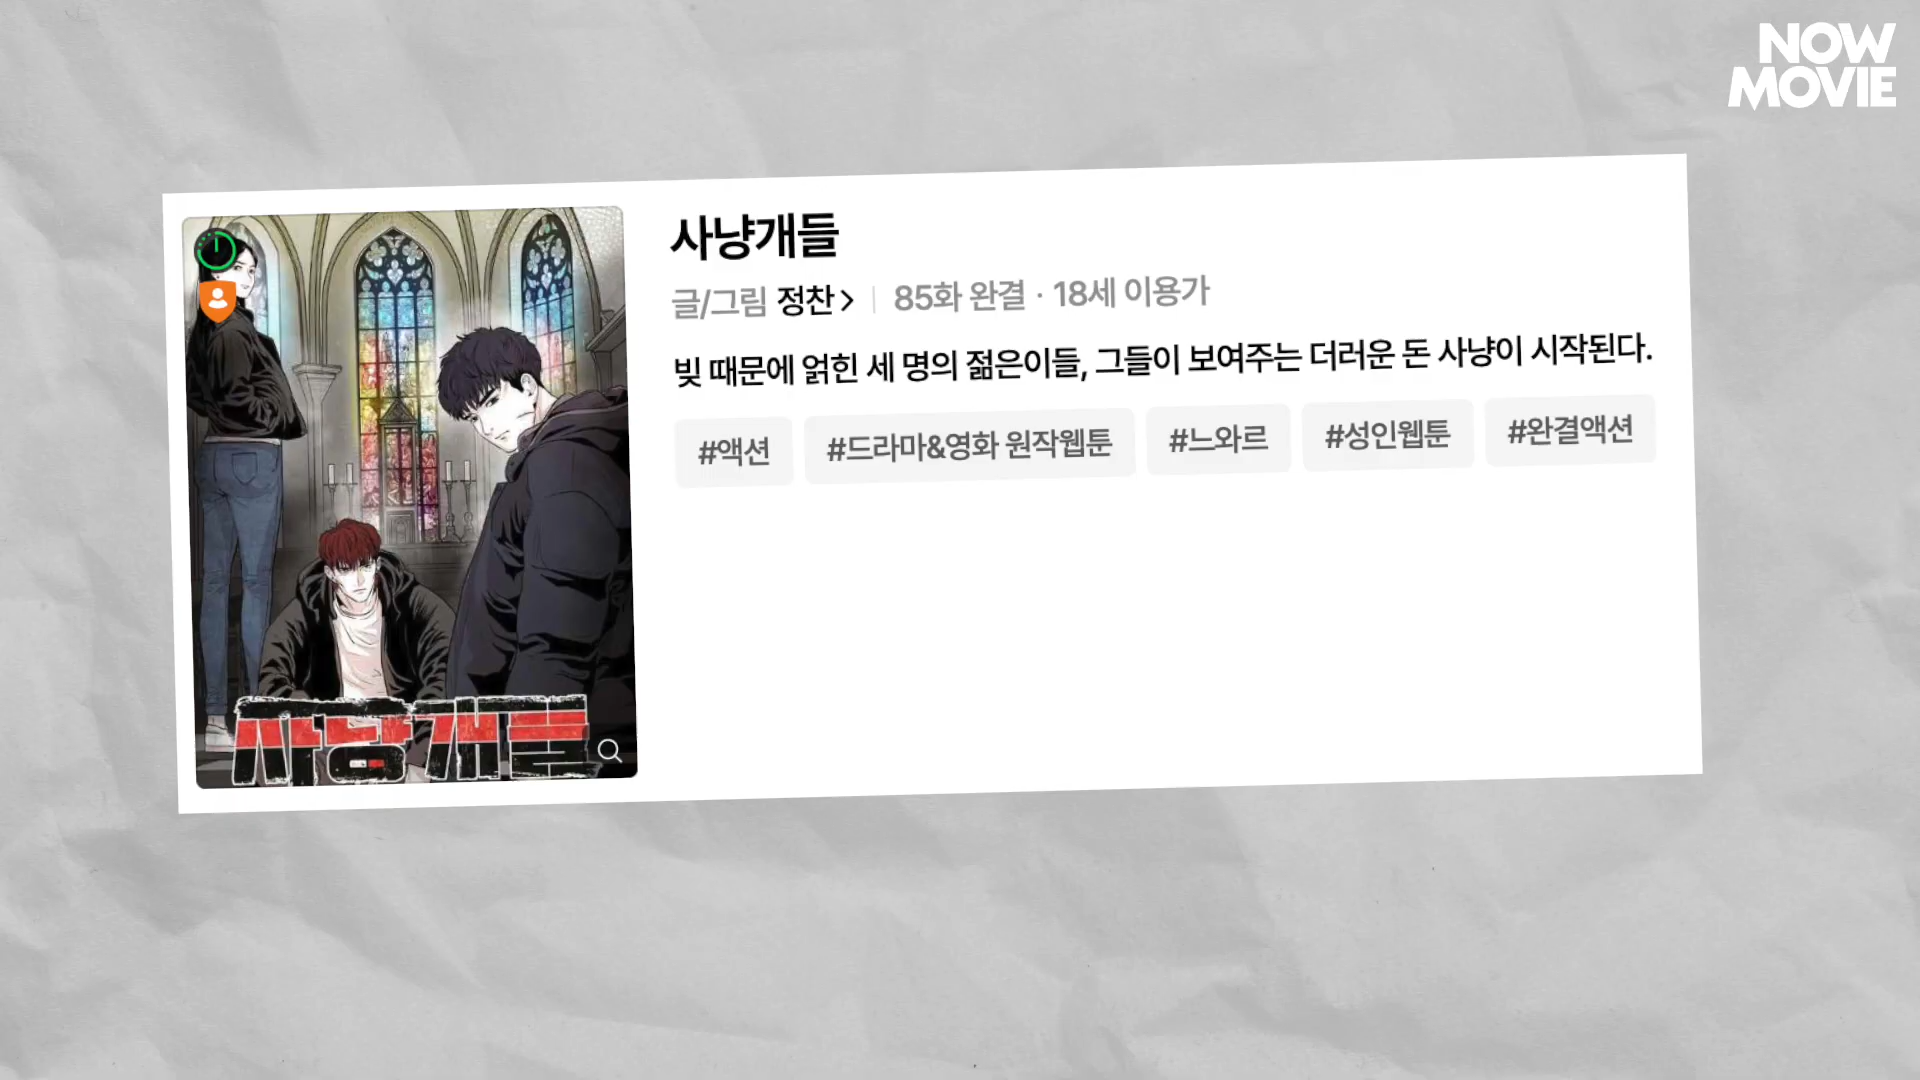 NOW
MOVIE
사냥개들
글/그림 정찬 > | 85화 완결 · 18세 이용가
빚 때문에 얽힌 세 명의 젊은이들, 그들이 보여주는 더러운 돈 사냥이 시작된다.
#액션 #드라마&영화 원작웹툰 #느와르 #성인웹툰 #완결액션
사냥개들